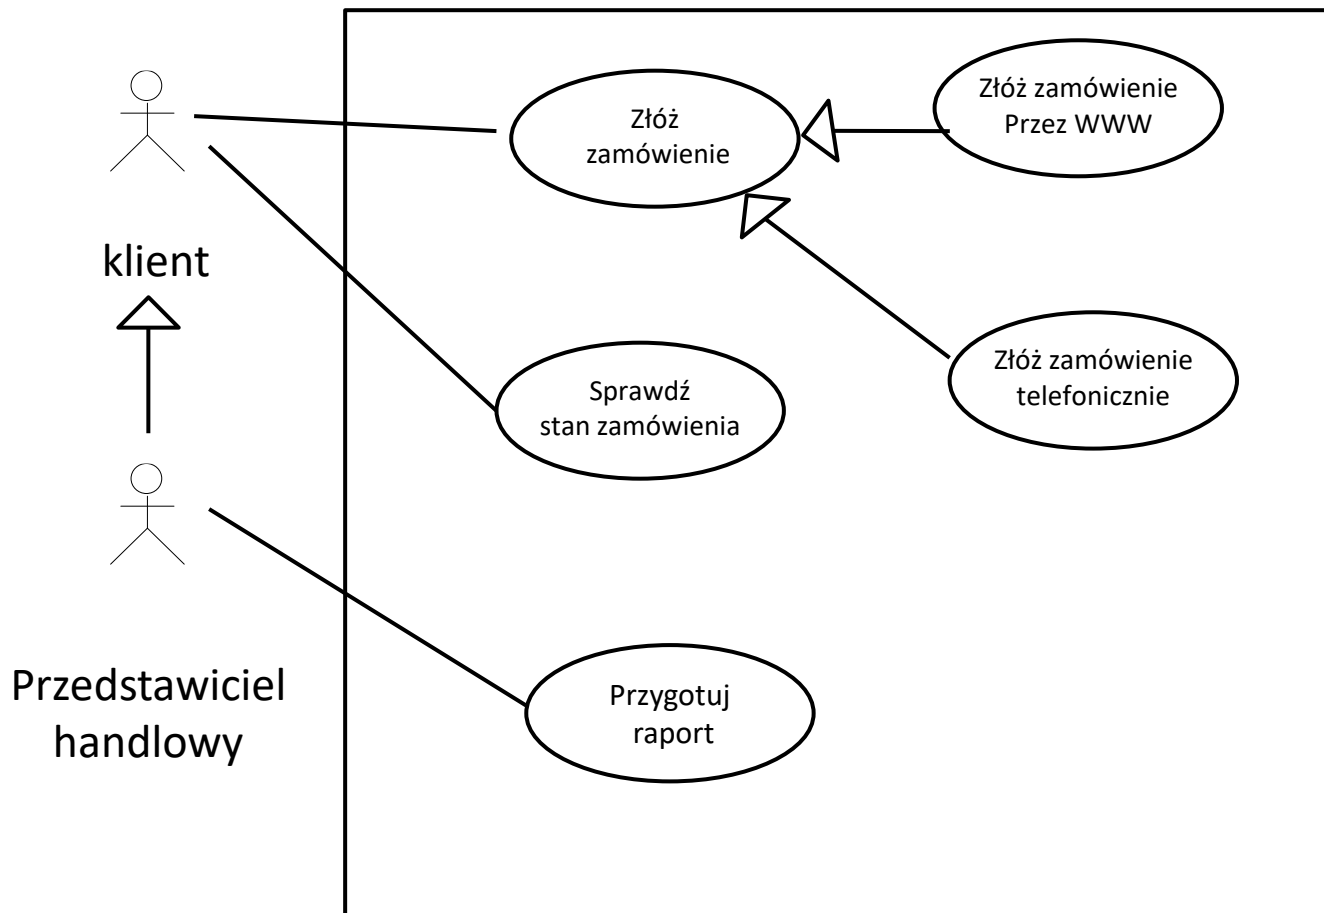 Złóż
zamówienie
Złóż zamówienie
Przez WWW
klient
Sprawdź
stan zamówienia
Złóż zamówienie
telefonicznie
Przedstawiciel
handlowy
Przygotuj
raport